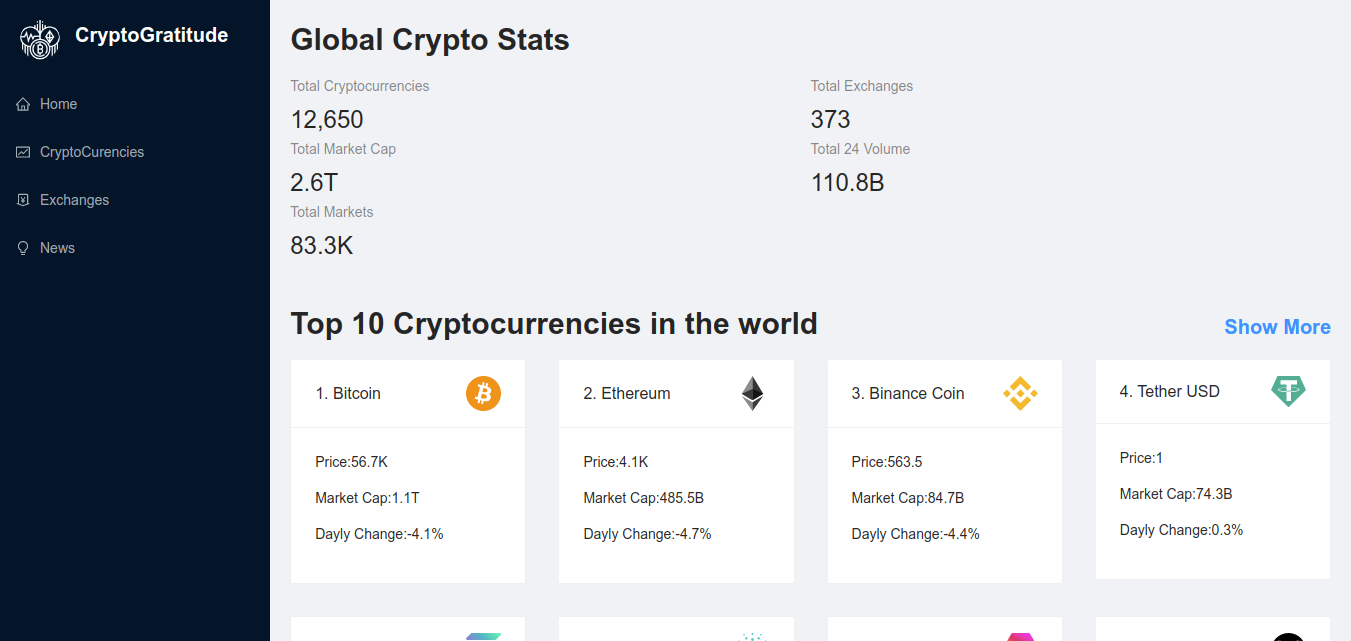 CryptoGratitude
Home
CryptoCurencies
Exchanges
News
Global Crypto Stats
Total Cryptocurrencies
12,650
Total Exchanges
373
Total Market Cap
2.6T
Total 24 Volume
110.8B
Total Markets
83.3K
Top 10 Cryptocurrencies in the world
Show More
1. Bitcoin
Price:56.7K
Market Cap:1.1T
Dayly Change:-4.1%
2. Ethereum
Price:4.1K
Market Cap:485.5B
Dayly Change:-4.7%
3. Binance Coin
Price:563.5
Market Cap:84.7B
Dayly Change:-4.4%
4. Tether USD
Price:1
Market Cap:74.3B
Dayly Change:0.3%